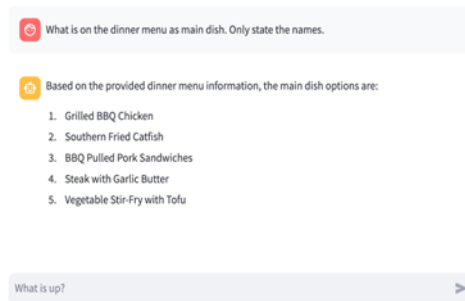 What is on the dinner menu as main dish. Only state the names.
Based on the provided dinner menu information, the main dish options are:
1. Grilled BBQ Chicken
2. Southern Fried Catfish
3. BBQ Pulled Pork Sandwiches
4. Steak with Garlic Butter
5. Vegetable Stir-Fry with Tofu
What is up?